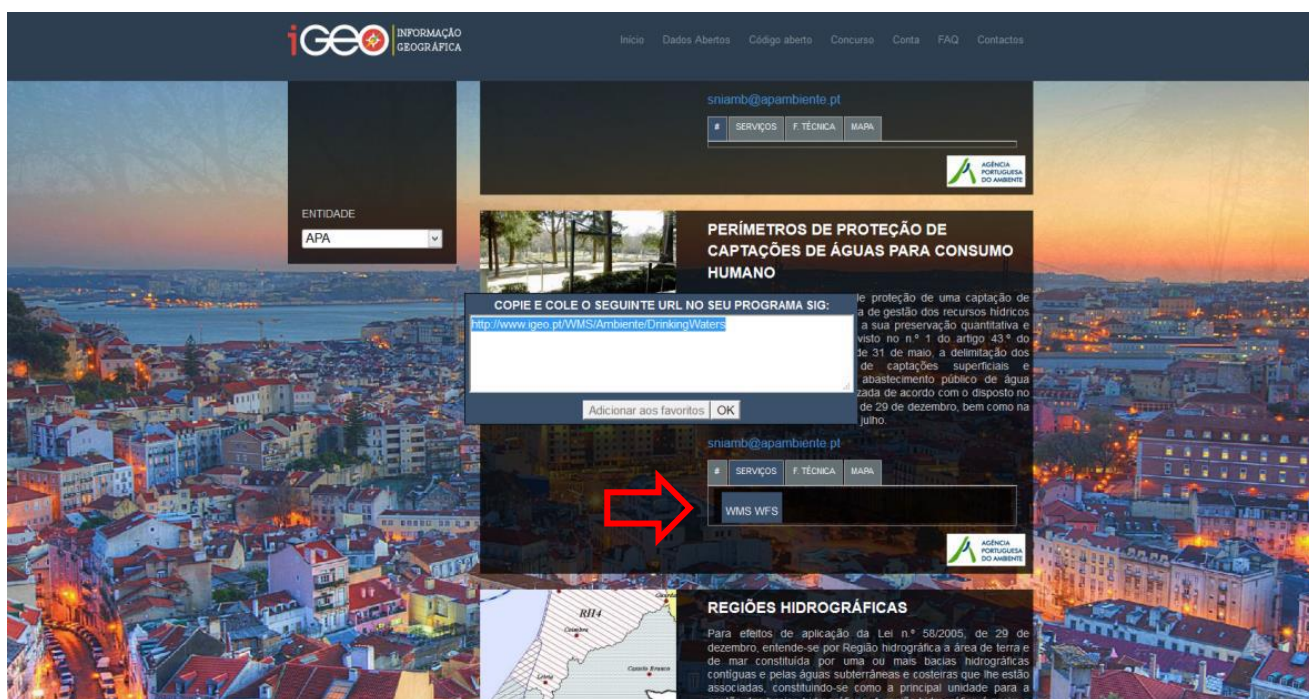 iGEO INFORMAÇÃO
GEOGRÁFICA
Início Dados Abertos Código aberto Concurso Conta FAQ Contactos
sniamb@apambiente.pt
# SERVIÇOS F. TÉCNICA MAPA
AGÊNCIA
PORTUGUESA
DO AMBIENTE
ENTIDADE
APA
PERÍMETROS DE PROTEÇÃO DE
CAPTAÇÕES DE ÁGUAS PARA CONSUMO
HUMANO
COPIE E COLE O SEGUINTE URL NO SEU PROGRAMA SIG:
http://www.igeo.pt/WMS/Ambiente/DrinkingWaters
Adicionar aos favoritos OK
de proteção de uma captação de
a de gestão dos recursos hídricos
a sua preservação quantitativa e
visto no n.º 1 do artigo 43.º do
de 31 de maio, a delimitação dos
de captações superficiais e
abastecimento público de água
zada de acordo com o disposto no
de 29 de dezembro, bem como na
julho.
sniamb@apambiente.pt
# SERVIÇOS F. TÉCNICA MAPA
WMS WFS
AGÊNCIA
PORTUGUESA
DO AMBIENTE
RH4
Coimbra
Castelo Branco
Leiria
REGIÕES HIDROGRÁFICAS
Para efeitos de aplicação da Lei n.º 58/2005, de 29 de
dezembro, entende-se por Região hidrográfica a área de terra e
de mar constituída por uma ou mais bacias hidrográficas
contíguas e pelas águas subterrâneas e costeiras que lhe estão
associadas, constituindo-se como a principal unidade para a